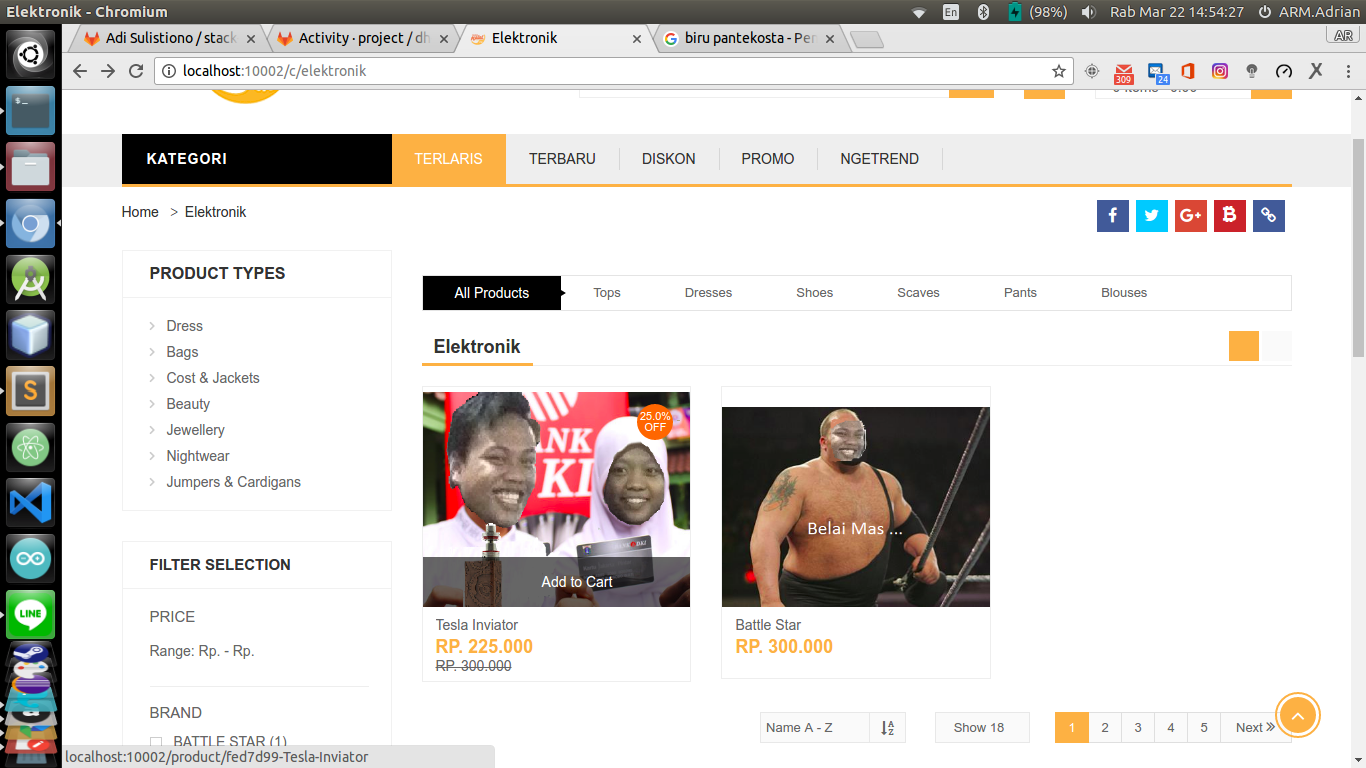 Elektronik - Chromium
En
(98%)
Rab Mar 22 14:54:27
ARM.Adrian
Adi Sulistiono / stack
Activity · project / dh
Elektronik
biru pantekosta - Pen
AR
localhost:10002/c/elektronik
309
24
KATEGORI
TERLARIS
TERBARU
DISKON
PROMO
NGETREND
Home > Elektronik
PRODUCT TYPES
Dress
Bags
Cost & Jackets
Beauty
Jewellery
Nightwear
Jumpers & Cardigans
FILTER SELECTION
PRICE
Range: Rp. - Rp.
BRAND
BATTLE STAR (1)
All Products
Tops
Dresses
Shoes
Scaves
Pants
Blouses
Elektronik
25.0%
OFF
Add to Cart
Tesla Inviator
RP. 225.000
RP. 300.000
Belai Mas ...
Battle Star
RP. 300.000
Name A - Z
Show 18
1 2 3 4 5 Next »
localhost:10002/product/fed7d99-Tesla-Inviator